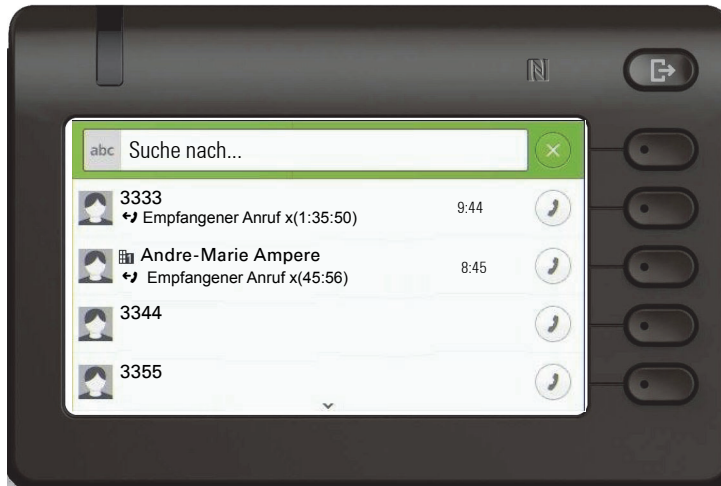 abc Suche nach...
3333
Empfangener Anruf x(1:35:50) 9:44
Andre-Marie Ampere
Empfangener Anruf x(45:56) 8:45
3344
3355